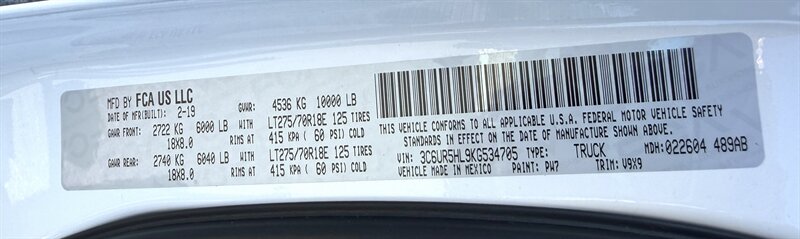 MFD BY FCA US LLC
DATE OF MFR(BUILT): 2-19 GVWR: 4536 KG 10000 LB
GAWR FRONT: 2722 KG 6000 LB WITH LT275/70R18E 125 TIRES
18X8.0 RIMS AT 415 KPA ( 60 PSI) COLD
GAWR REAR: 2740 KG 6040 LB WITH LT275/70R18E 125 TIRES
18X8.0 RIMS AT 415 KPA ( 60 PSI) COLD
THIS VEHICLE CONFORMS TO ALL APPLICABLE U.S.A. FEDERAL MOTOR VEHICLE SAFETY
STANDARDS IN EFFECT ON THE DATE OF MANUFACTURE SHOWN ABOVE.
VIN: 3C6UR5HL9KG534705 TYPE: TRUCK MDH: 022604 489AB
VEHICLE MADE IN MEXICO PAINT: PW7 TRIM: V9X9